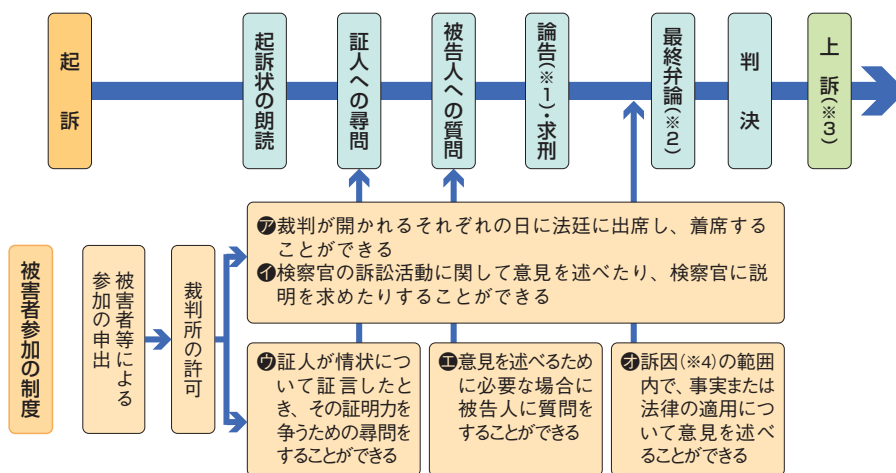 起訴
起訴状の朗読
証人への尋問
被告人への質問
論告(※1)・求刑
最終弁論(※2)
判決
上訴(※3)
被害者参加の制度
被害者等による
参加の申出
裁判所の許可
㋐裁判が開かれるそれぞれの日に法廷に出席し、着席する
ことができる
㋑検察官の訴訟活動に関して意見を述べたり、検察官に説
明を求めたりすることができる
㋒証人が情状につ
いて証言したと
き、その証明力を
争うための尋問を
することができる
㋓意見を述べるため
に必要な場合に
被告人に質問を
することができる
㋔訴因(※4)の範囲
内で、事実または
法律の適用につ
いて意見を述べ
ることができる